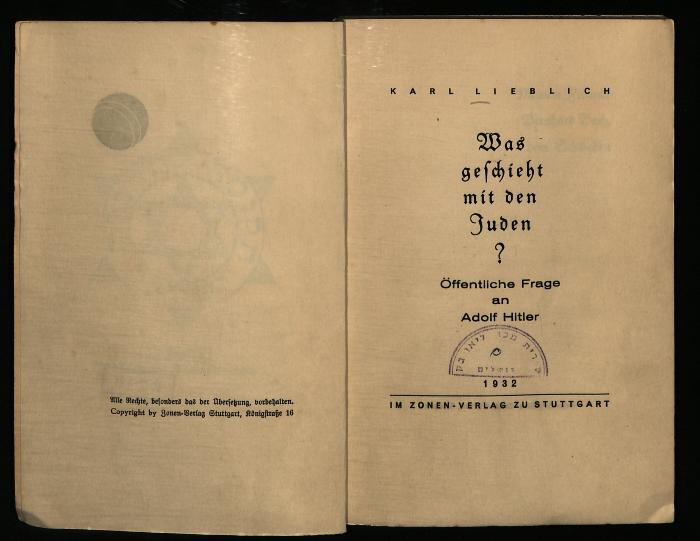 Alle Rechte, besonders das der Übersetzung, vorbehalten.
Copyright by Zonen-Verlag Stuttgart, Königstraße 16
KARL LIEBLICH
Was
geschieht
mit den
Juden
?
Öffentliche Frage
an
Adolf Hitler
ירושלים
1932
IM ZONEN-VERLAG ZU STUTTGART